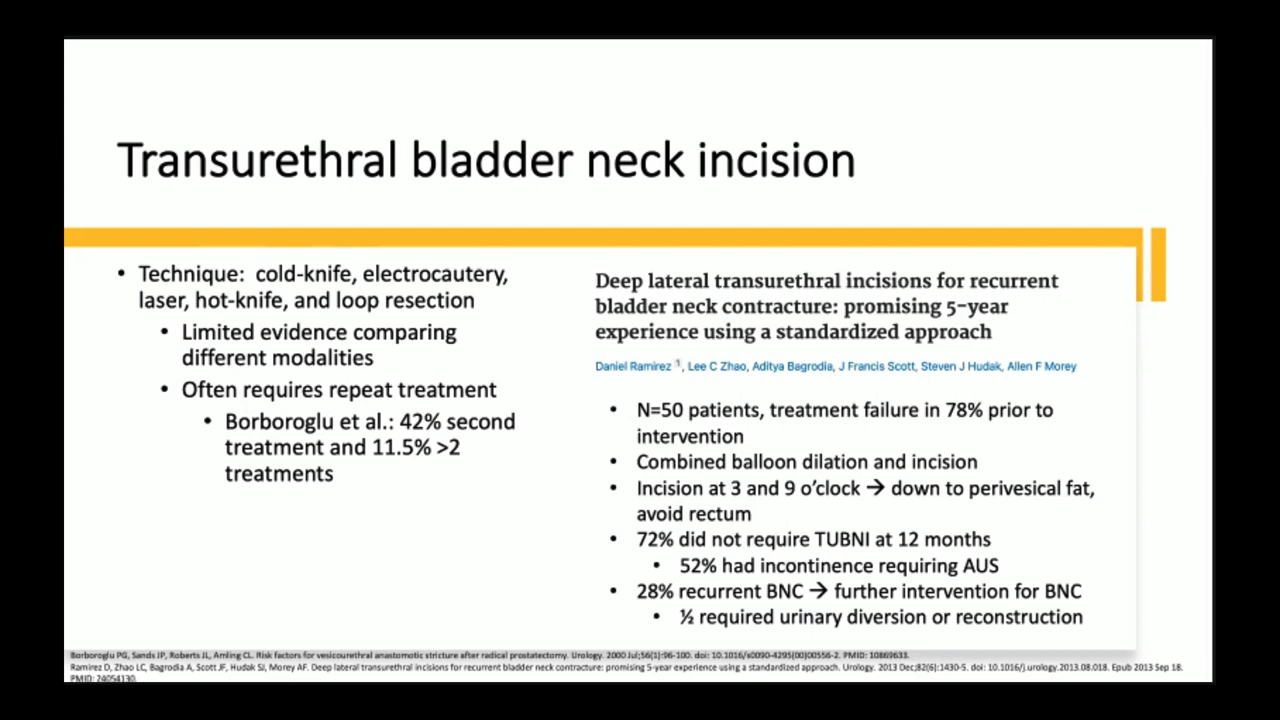 Transurethral bladder neck incision
• Technique:  cold-knife, electrocautery,
laser, hot-knife, and loop resection
• Limited evidence comparing
different modalities
• Often requires repeat treatment
• Borboroglu et al.: 42% second
treatment and 11.5% >2
treatments
Deep lateral transurethral incisions for recurrent
bladder neck contracture: promising 5-year
experience using a standardized approach
Daniel Ramirez 1, Lee C Zhao, Aditya Bagrodia, J Francis Scott, Steven J Hudak, Allen F Morey
• N=50 patients, treatment failure in 78% prior to
intervention
• Combined balloon dilation and incision
• Incision at 3 and 9 o’clock → down to perivesical fat,
avoid rectum
• 72% did not require TUBNI at 12 months
• 52% had incontinence requiring AUS
• 28% recurrent BNC → further intervention for BNC
• ½ required urinary diversion or reconstruction
Borboroglu PG, Sands JP, Roberts JL, Amling CL. Risk factors for vesicourethral anastomotic stricture after radical prostatectomy. Urology. 2000 Jul;56(1):96-100. doi: 10.1016/s0090-4295(00)00556-2. PMID: 10869633.
Ramirez D, Zhao LC, Bagrodia A, Scott JF, Hudak SJ, Morey AF. Deep lateral transurethral incisions for recurrent bladder neck contracture: promising 5-year experience using a standardized approach. Urology. 2013 Dec;82(6):1430-5. doi: 10.1016/j.urology.2013.08.018. Epub 2013 Sep 18.
PMID: 24054130.